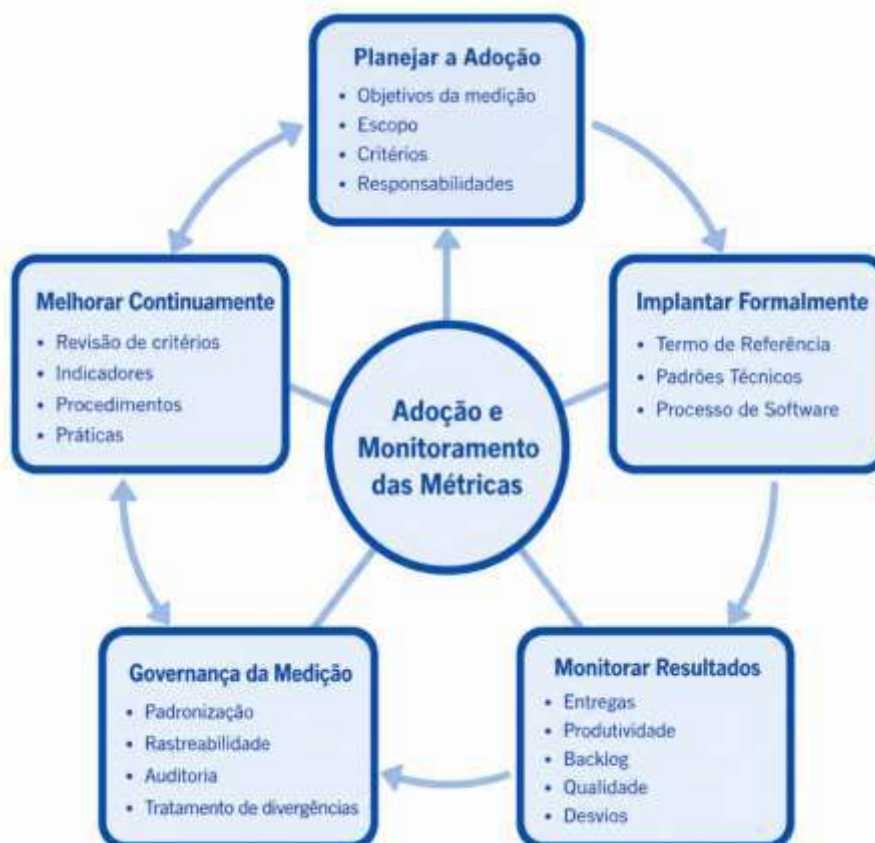 Planejar a Adoção
• Objetivos da medição
• Escopo
• Critérios
• Responsabilidades
Melhorar Continuamente
• Revisão de critérios
• Indicadores
• Procedimentos
• Práticas
Implantar Formalmente
• Termo de Referência
• Padrões Técnicos
• Processo de Software
Adoção e
Monitoramento
das Métricas
Governança da Medição
• Padronização
• Rastreabilidade
• Auditoria
• Tratamento de divergências
Monitorar Resultados
• Entregas
• Produtividade
• Backlog
• Qualidade
• Desvios